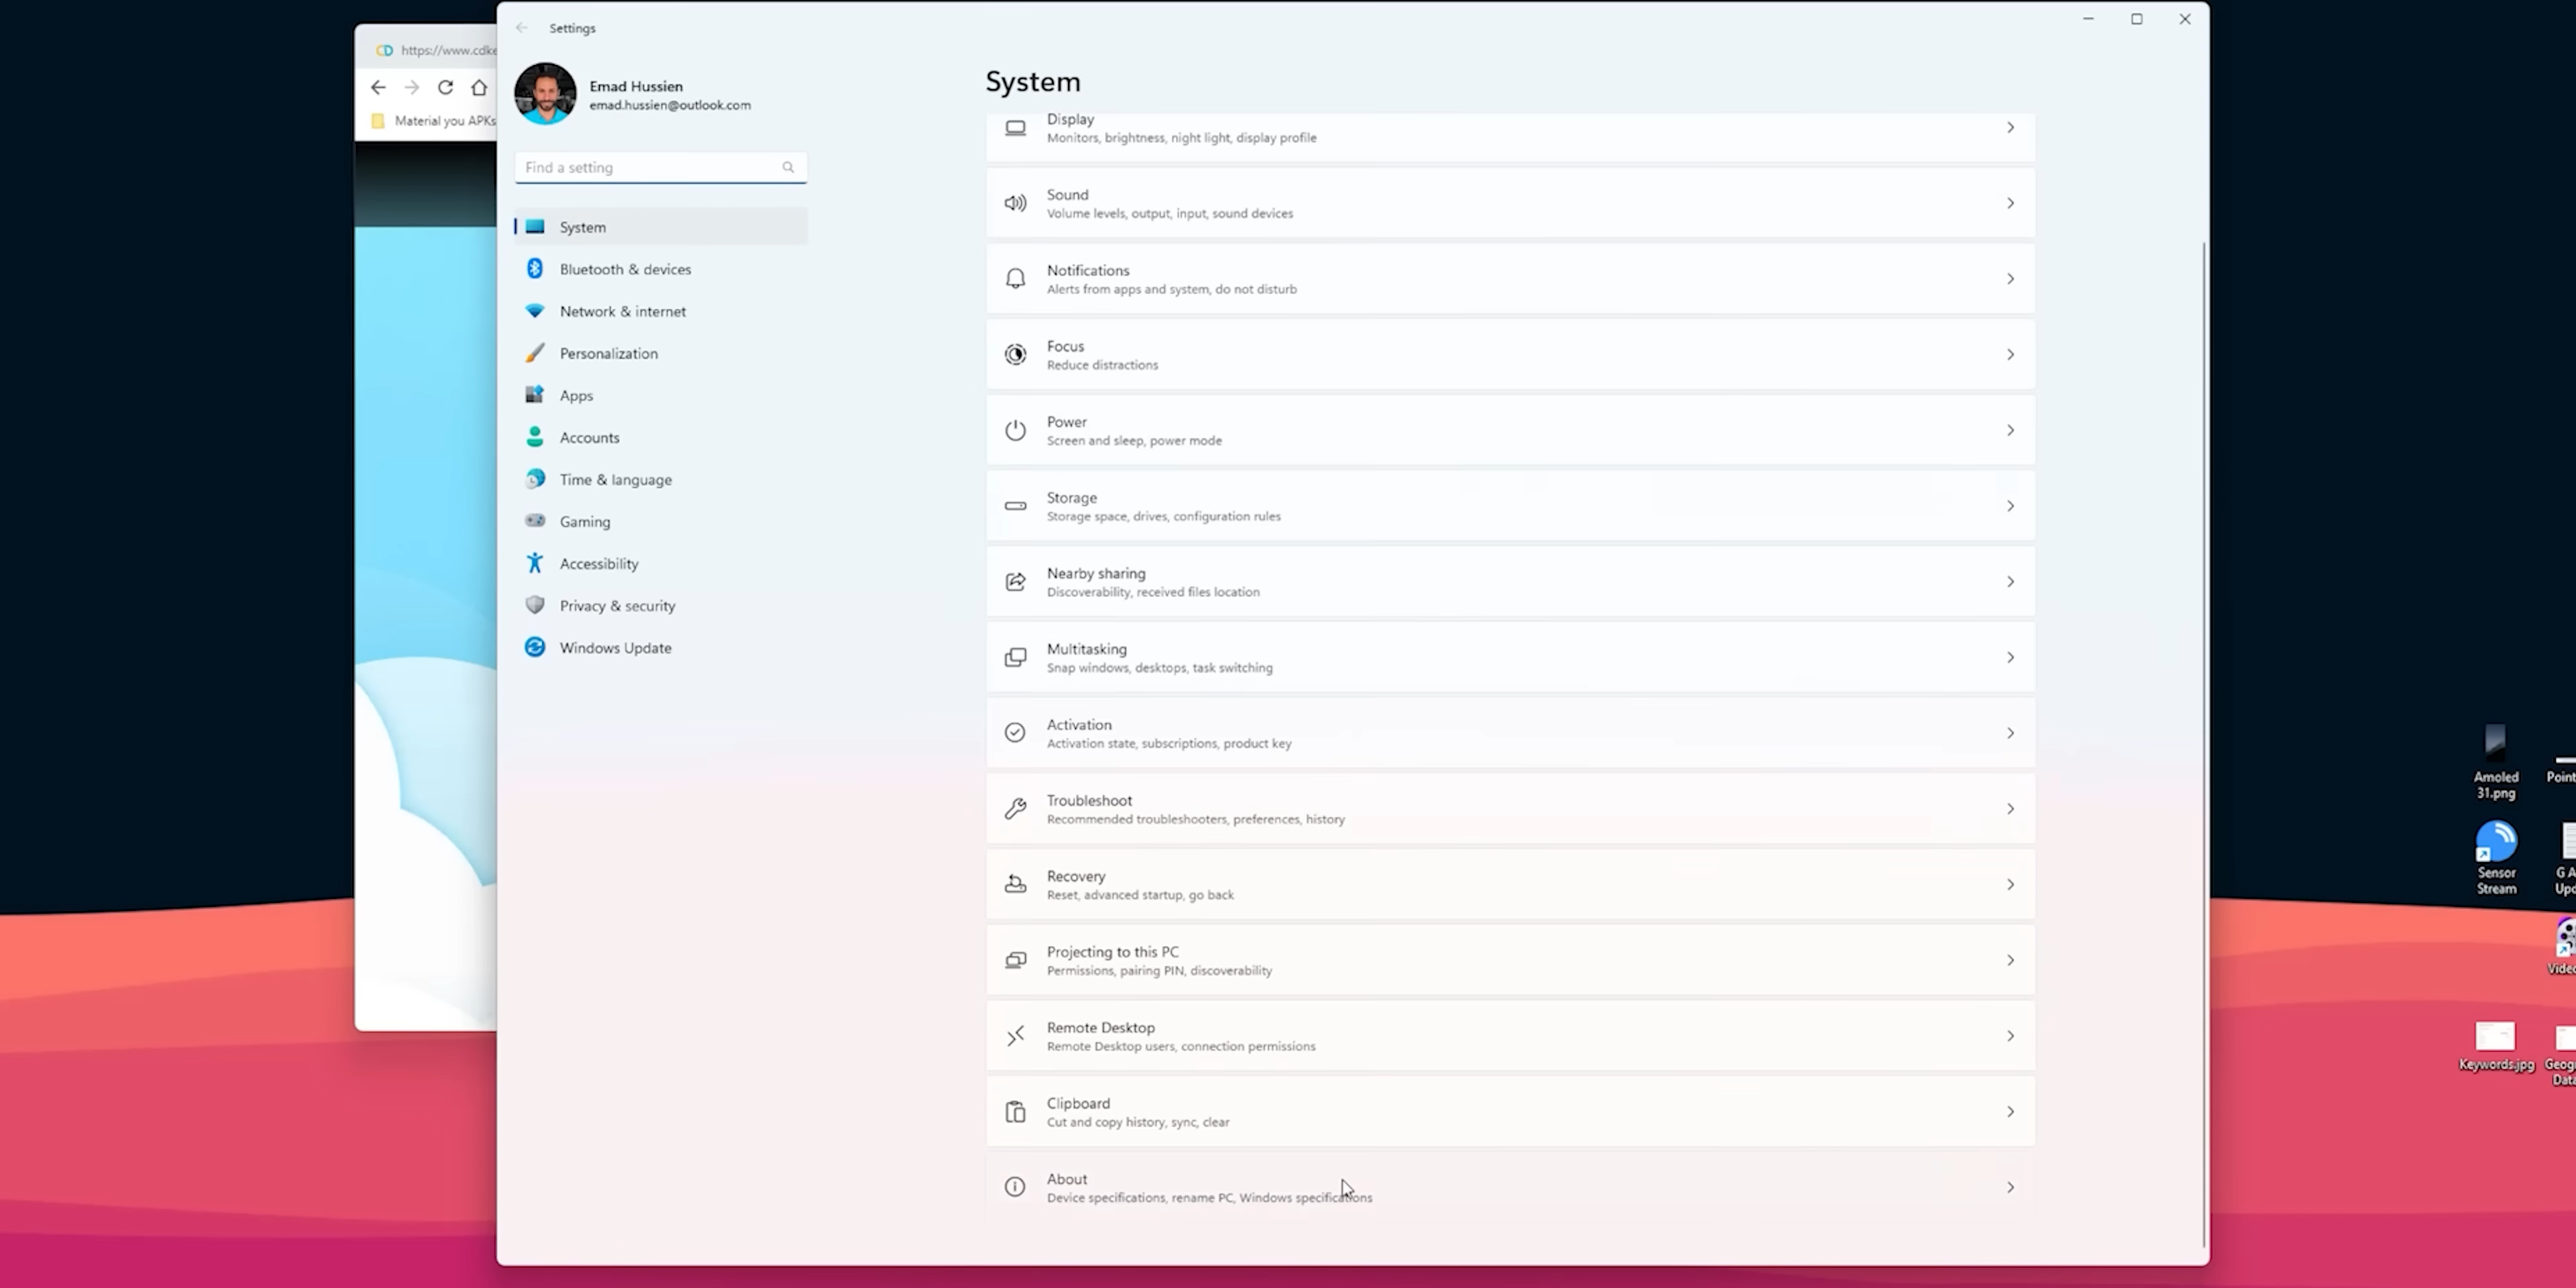 https://www.cdke
Material you APKs
Settings
Emad Hussien
emad.hussien@outlook.com
Find a setting
System
Bluetooth & devices
Network & internet
Personalization
Apps
Accounts
Time & language
Gaming
Accessibility
Privacy & security
Windows Update
System
Display
Monitors, brightness, night light, display profile
Sound
Volume levels, output, input, sound devices
Notifications
Alerts from apps and system, do not disturb
Focus
Reduce distractions
Power
Screen and sleep, power mode
Storage
Storage space, drives, configuration rules
Nearby sharing
Discoverability, received files location
Multitasking
Snap windows, desktops, task switching
Activation
Activation state, subscriptions, product key
Troubleshoot
Recommended troubleshooters, preferences, history
Recovery
Reset, advanced startup, go back
Projecting to this PC
Permissions, pairing PIN, discoverability
Remote Desktop
Remote Desktop users, connection permissions
Clipboard
Cut and copy history, sync, clear
About
Device specifications, rename PC, Windows specifications
Amoled
31.png
Point
Sensor
Stream
G A
Upd
Video
Keywords.jpg
Geog
Data